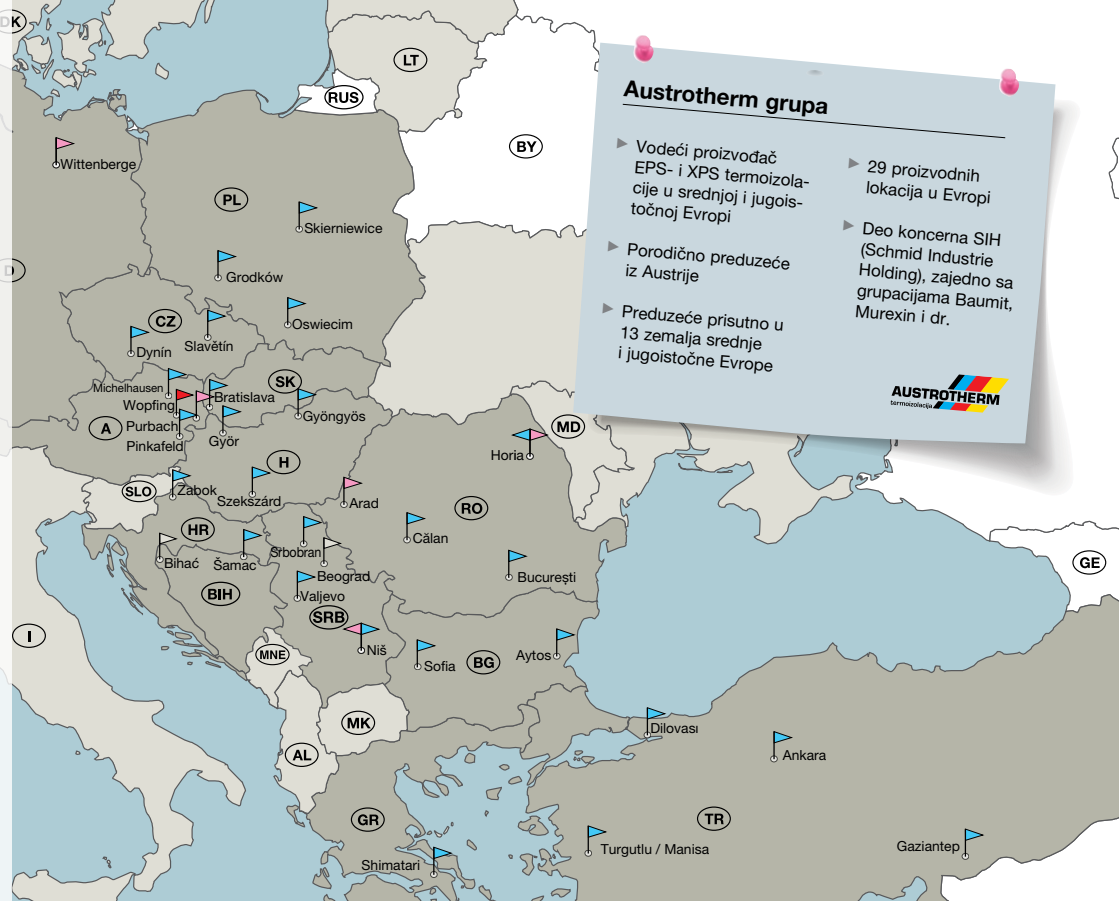 DK
LT
RUS
BY
Wittenberge
PL
Skierniewice
D
Grodków
Oswiecim
CZ
Slavětín
Dynín
Michelhausen
SK
Wopfing
Bratislava
Purbach
Gyöngyös
A
Pinkafeld
Györ
MD
Horia
H
SLO
Zabok
Szekszárd
Arad
RO
HR
Călan
Bihać
Šamac
Srbobran
Beograd
București
GE
BIH
Valjevo
SRB
I
MNE
Niš
Sofia
BG
Aytos
MK
AL
Dilovası
Ankara
GR
TR
Turgutlu / Manisa
Gaziantep
Shimatari
Austrotherm grupa
Vodeći proizvođač
EPS- i XPS termoizola-
cije u srednjoj i jugois-
točnoj Evropi
Porodično preduzeće
iz Austrije
Preduzeće prisutno u
13 zemalja srednje
i jugoistočne Evrope
29 proizvodnih
lokacija u Evropi
Deo koncerna SIH
(Schmid Industrie
Holding), zajedno sa
grupacijama Baumit,
Murexin i dr.
AUSTROTHERM
termoizolacija